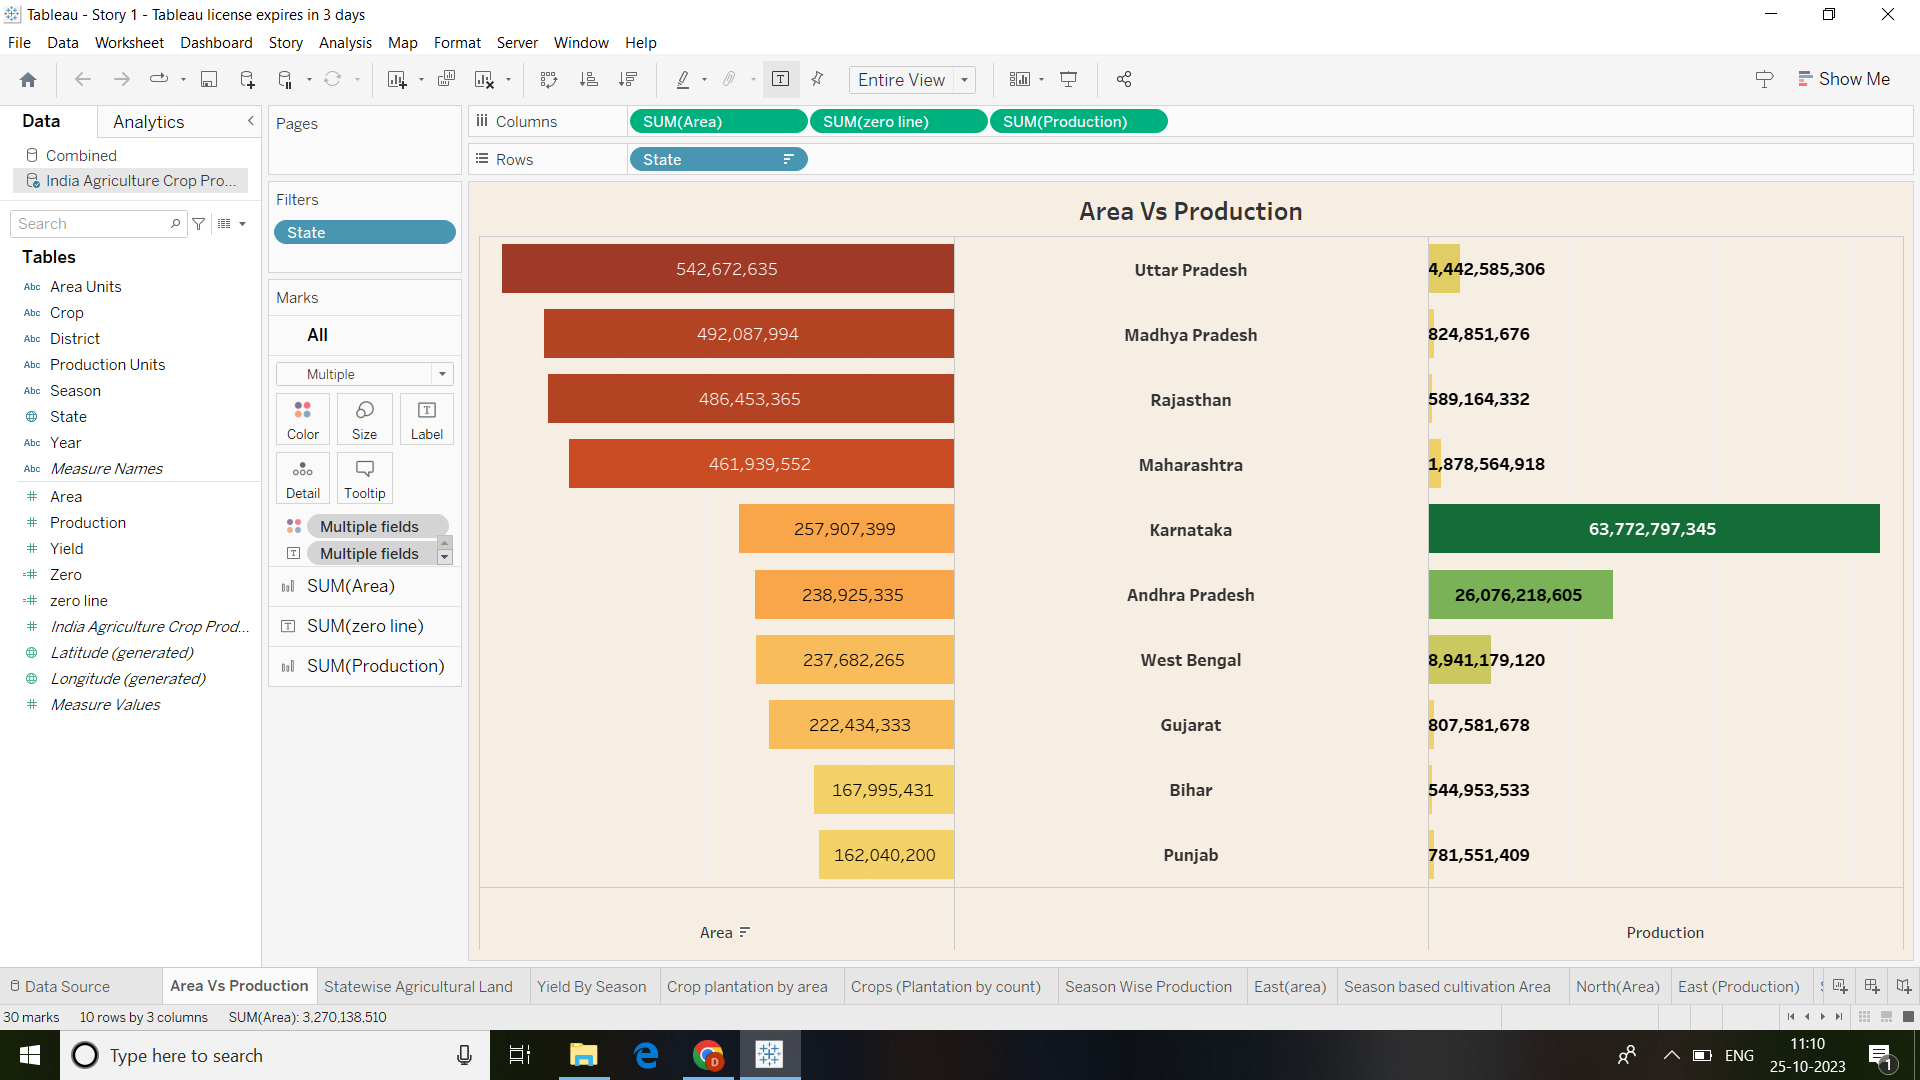 Tableau - Story 1 - Tableau license expires in 3 days
File Data Worksheet Dashboard Story Analysis Map Format Server Window Help
Entire View
Show Me
Data Analytics
Combined
India Agriculture Crop Pro...
Search
Tables
Abc Area Units
Abc Crop
Abc District
Abc Production Units
Abc Season
State
Abc Year
Abc Measure Names
Area
Production
Yield
Zero
zero line
India Agriculture Crop Prod...
Latitude (generated)
Longitude (generated)
Measure Values
Pages
Filters
State
Marks
All
Multiple
Color Size Label
Detail Tooltip
Multiple fields
Multiple fields
SUM(Area)
SUM(zero line)
SUM(Production)
Columns SUM(Area) SUM(zero line) SUM(Production)
Rows State
Area Vs Production
542,672,635 Uttar Pradesh 4,442,585,306
492,087,994 Madhya Pradesh 824,851,676
486,453,365 Rajasthan 589,164,332
461,939,552 Maharashtra 1,878,564,918
257,907,399 Karnataka 63,772,797,345
238,925,335 Andhra Pradesh 26,076,218,605
237,682,265 West Bengal 8,941,179,120
222,434,333 Gujarat 807,581,678
167,995,431 Bihar 544,953,533
162,040,200 Punjab 781,551,409
Area Production
Data Source Area Vs Production Statewise Agricultural Land Yield By Season Crop plantation by area Crops (Plantation by count) Season Wise Production East(area) Season based cultivation Area North(Area) East (Production)
30 marks 10 rows by 3 columns SUM(Area): 3,270,138,510
Type here to search
D
ENG
11:10
25-10-2023
1